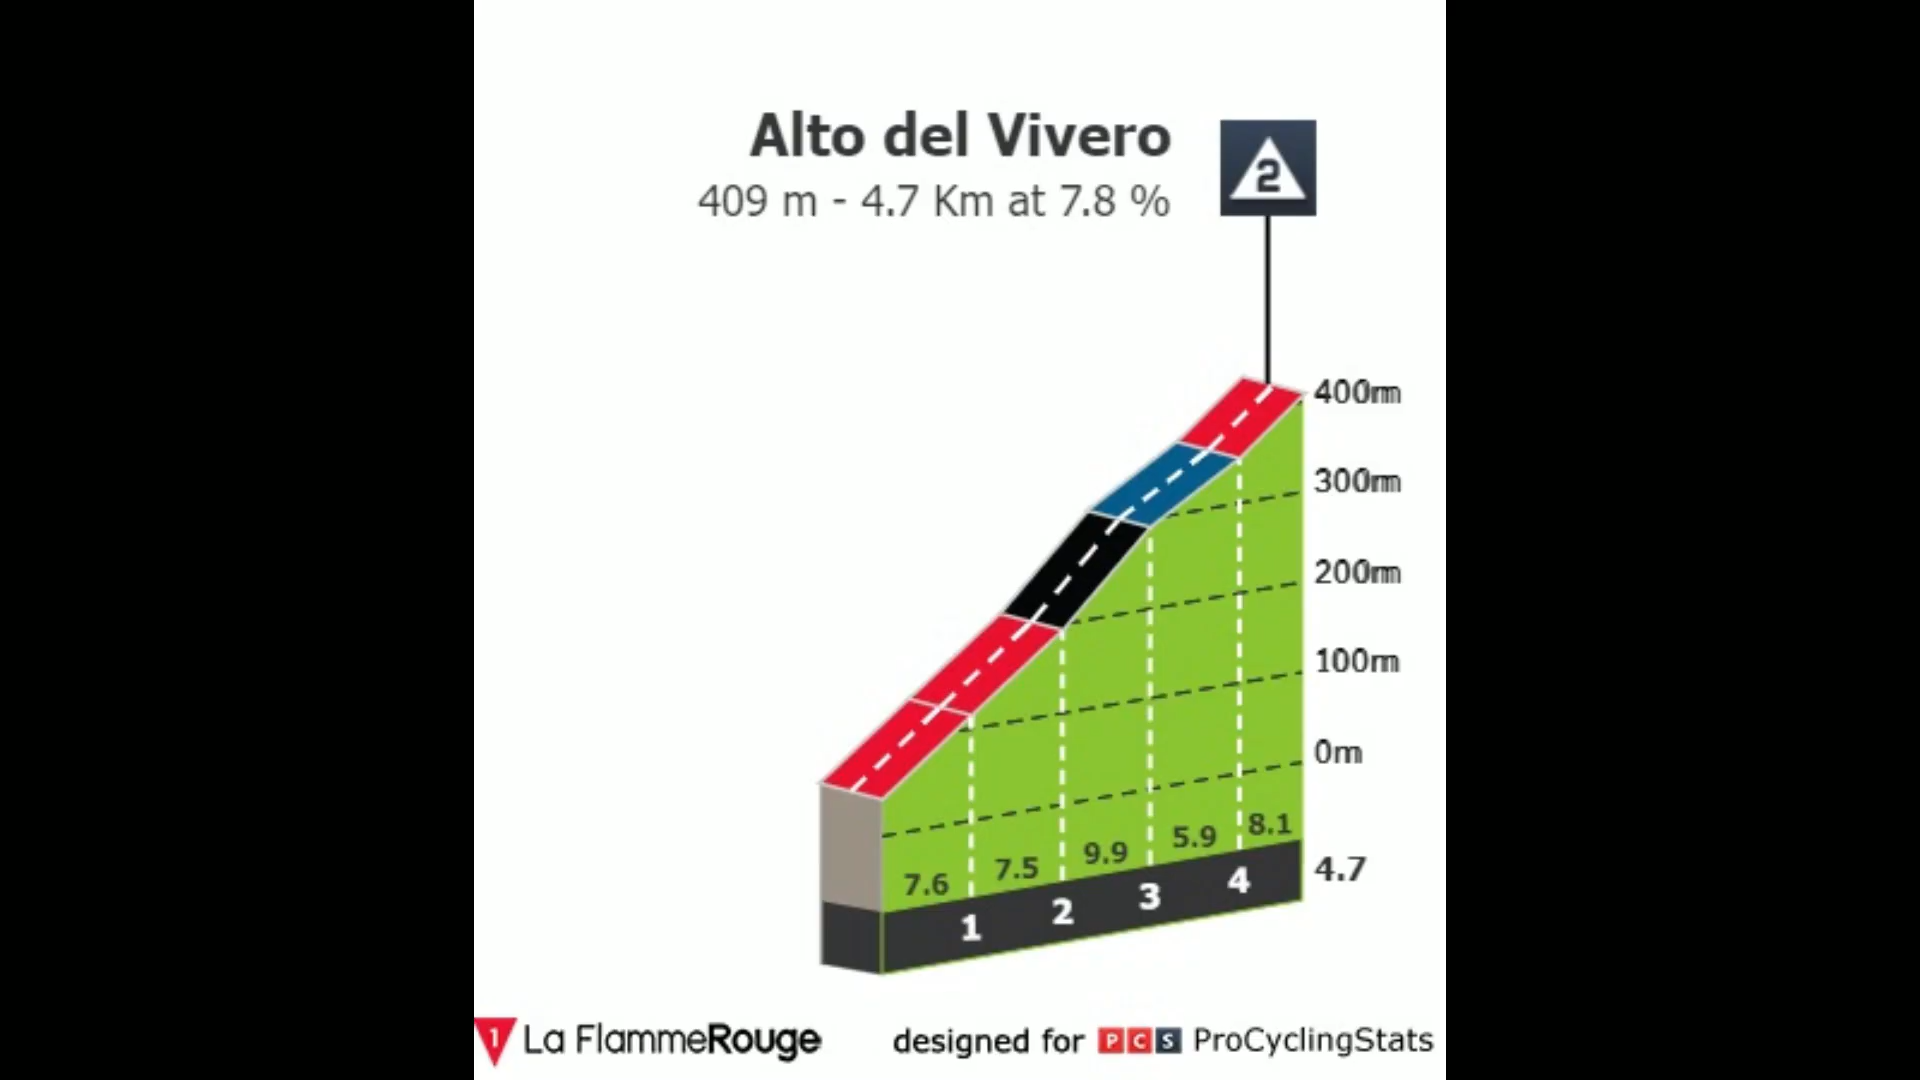 Alto del Vivero
2
409 m - 4.7 Km at 7.8 %
400m
300m
200m
100m
0m
7.6 7.5 9.9 5.9 8.1
1 2 3 4 4.7
1 La FlammeRouge designed for PCS ProCyclingStats